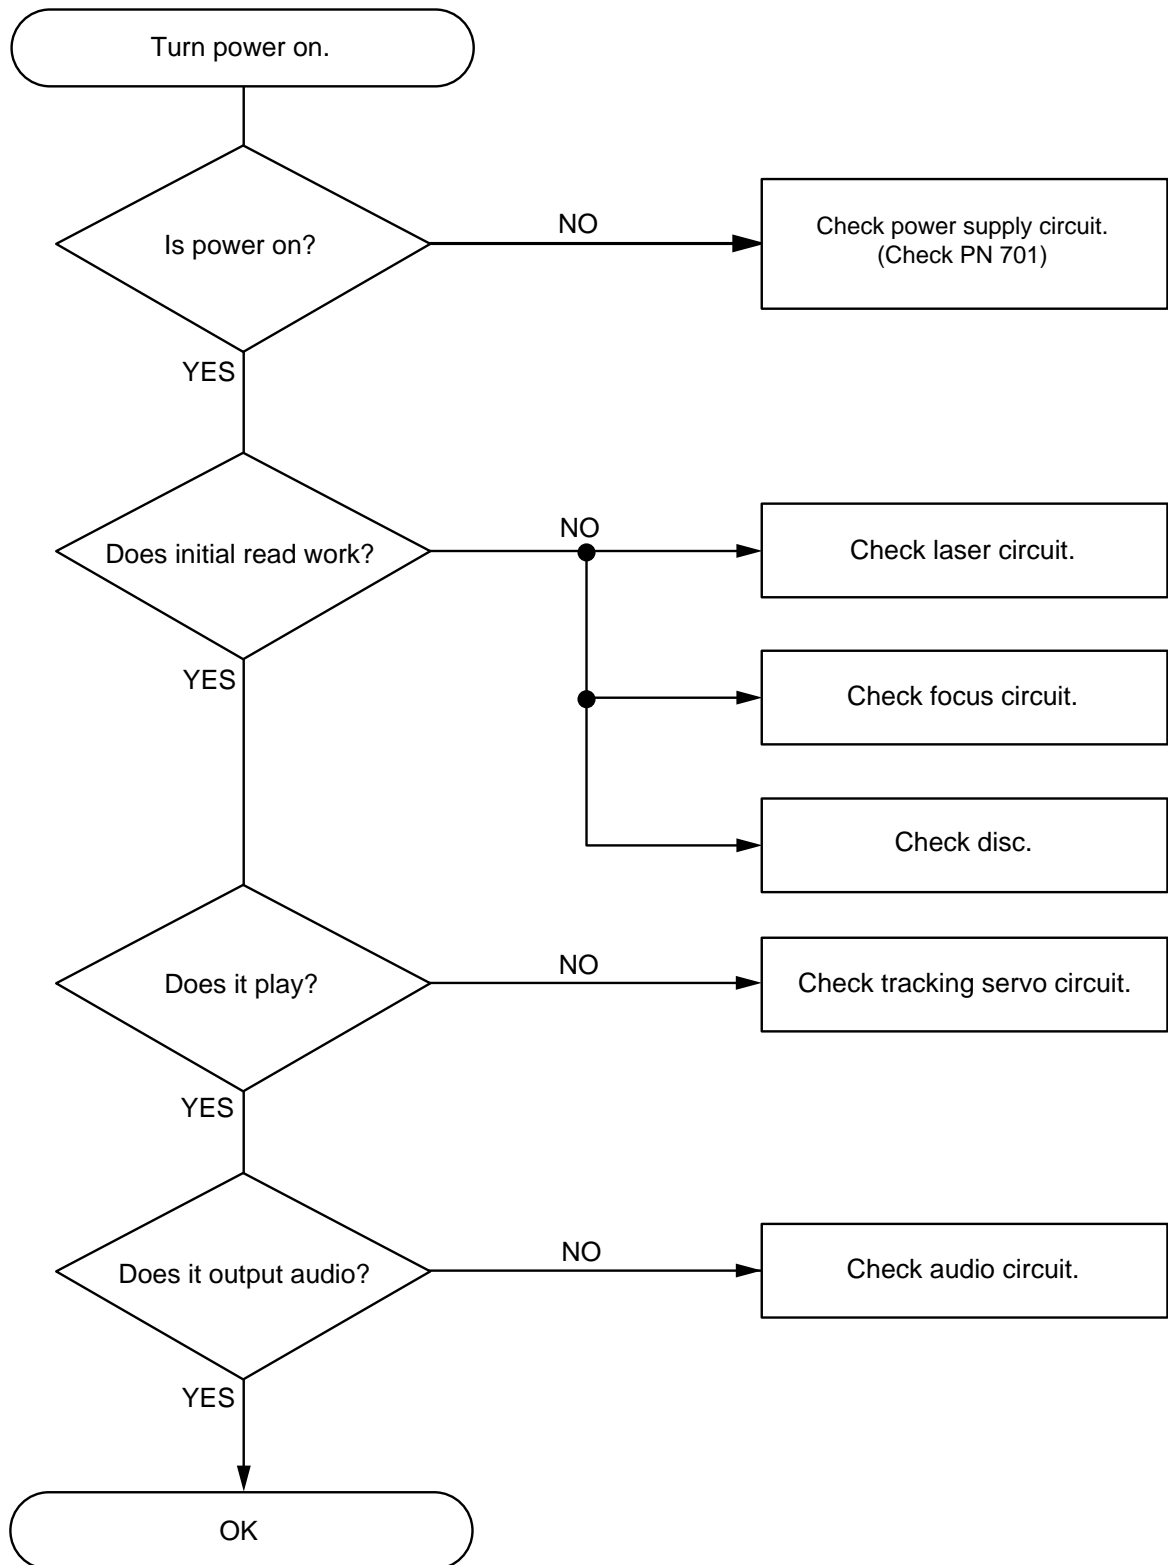 Turn power on.
Is power on?
NO
Check power supply circuit.
(Check PN 701)
YES
Does initial read work?
NO
Check laser circuit.
Check focus circuit.
Check disc.
YES
Does it play?
NO
Check tracking servo circuit.
YES
Does it output audio?
NO
Check audio circuit.
YES
OK